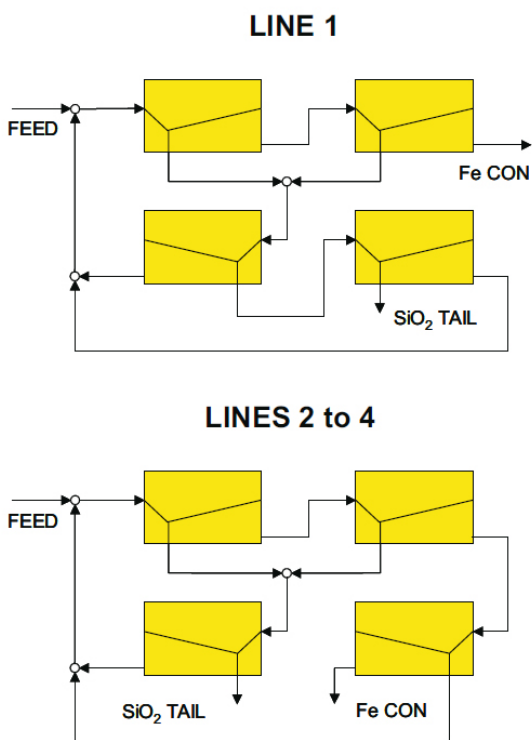 LINE 1
FEED
Fe CON
SiO₂ TAIL
LINES 2 to 4
FEED
SiO₂ TAIL
Fe CON